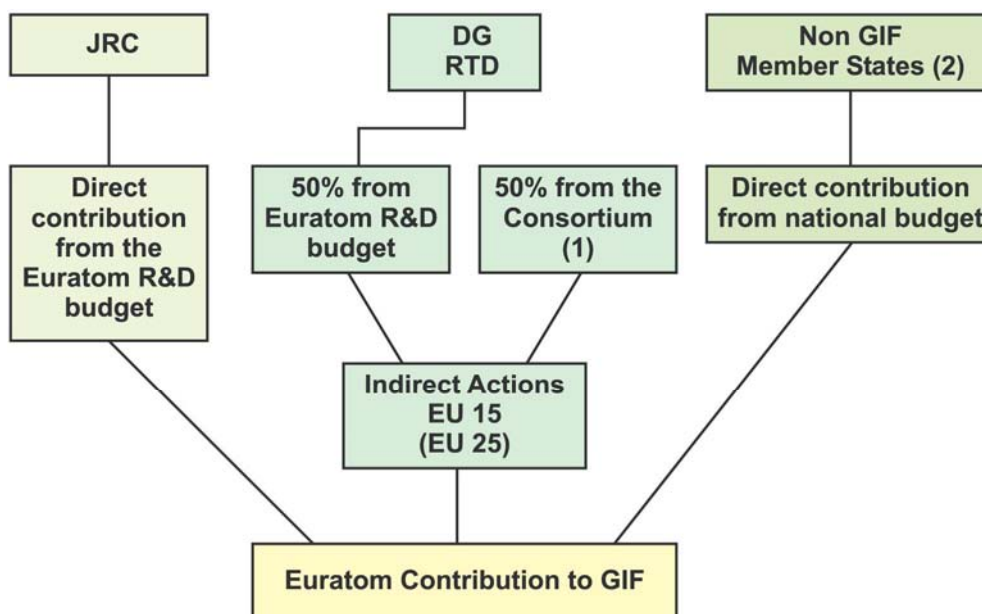 JRC
DG
RTD
Non GIF
Member States (2)
Direct
contribution
from the
Euratom R&D
budget
50% from
Euratom R&D
budget
50% from the
Consortium
(1)
Direct contribution
from national budget
Indirect Actions
EU 15
(EU 25)
Euratom Contribution to GIF